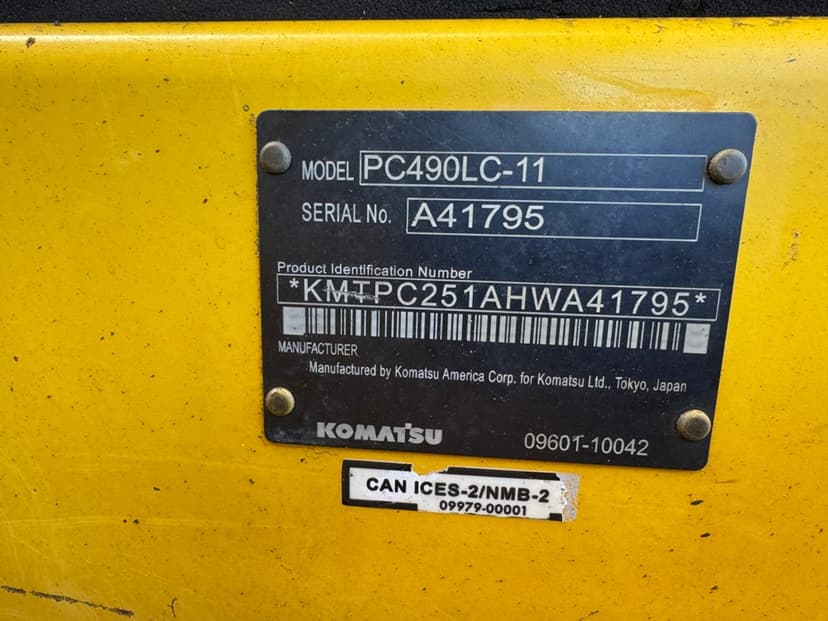 MODEL PC490LC-11
SERIAL No. A41795
Product Identification Number
*KMTPC251AHWA41795*
MANUFACTURER
Manufactured by Komatsu America Corp. for Komatsu Ltd., Tokyo, Japan
KOMATSU 09601-10042
CAN ICES-2/NMB-2
09979-00001